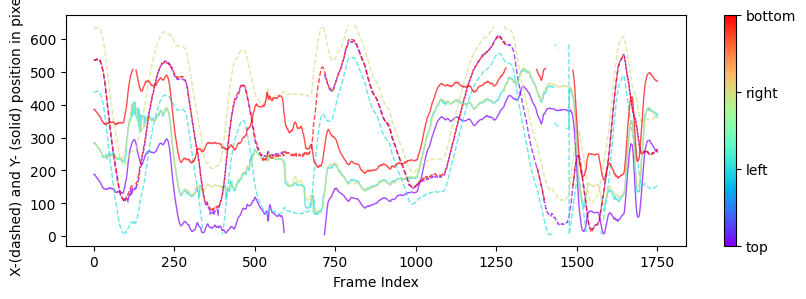 X-(dashed) and Y- (solid) position in pixe
600
500
400
300
200
100
0
0
250
500
750
1000
1250
1500
1750
Frame Index
bottom
right
left
top